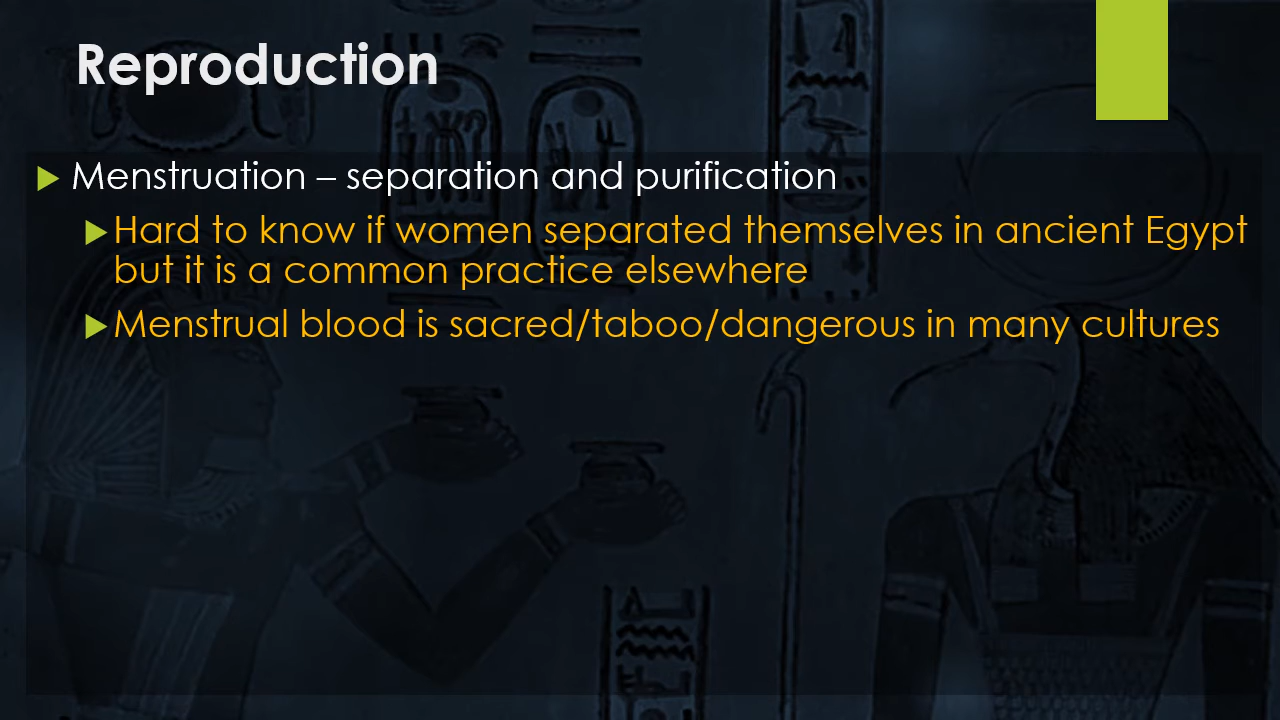 Reproduction
Menstruation – separation and purification
Hard to know if women separated themselves in ancient Egypt
but it is a common practice elsewhere
Menstrual blood is sacred/taboo/dangerous in many cultures